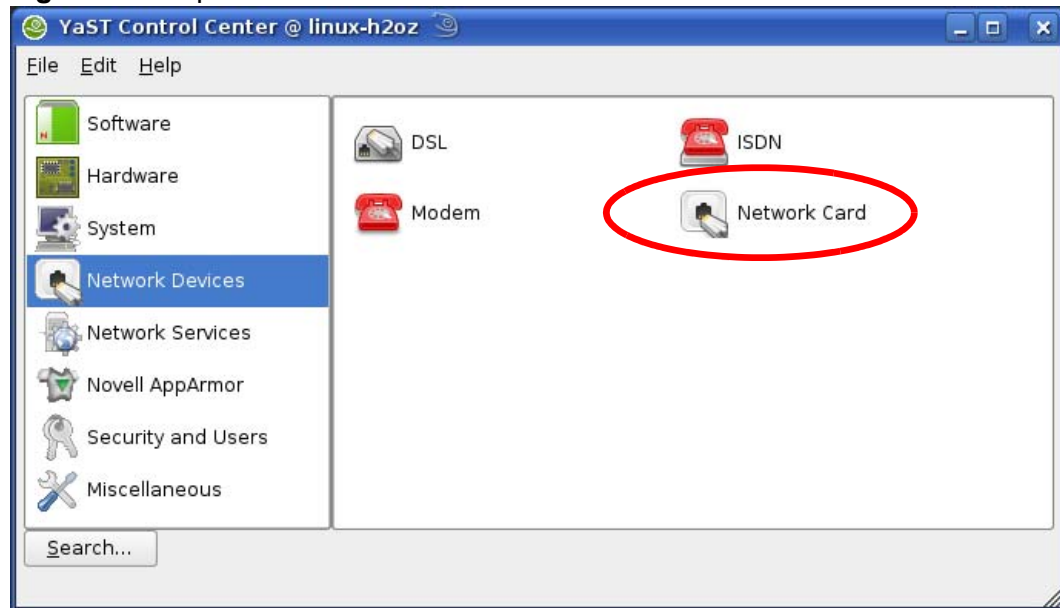 YaST Control Center @ linux-h2oz
File Edit Help
Software
Hardware
System
Network Devices
Network Services
Novell AppArmor
Security and Users
Miscellaneous
DSL
ISDN
Modem
Network Card
Search...